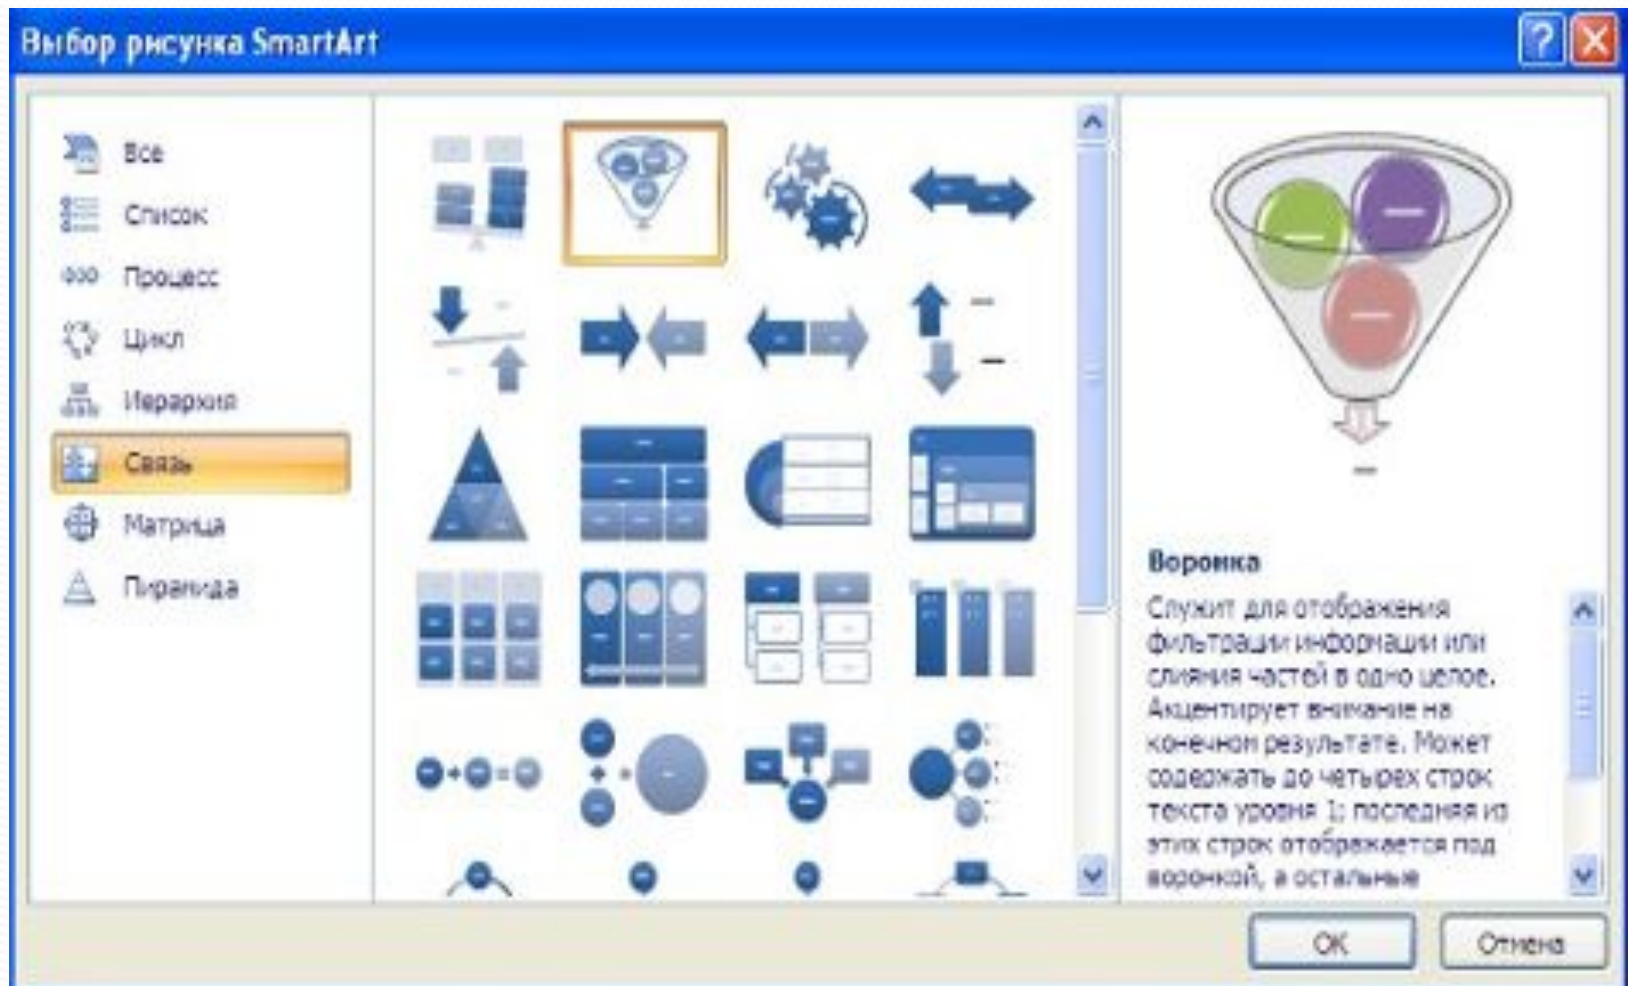 Выбор рисунка SmartArt
Все
Список
Процесс
Цикл
Иерархия
Связь
Матрица
Пирамида
Воронка
Служит для отображения
фильтрации информации или
слияния частей в одно целое.
Акцентирует внимание на
конечном результате. Может
содержать до четырех строк
текста уровня 1; последняя из
этих строк отображается под
воронкой, а остальные
ОК
Отмена